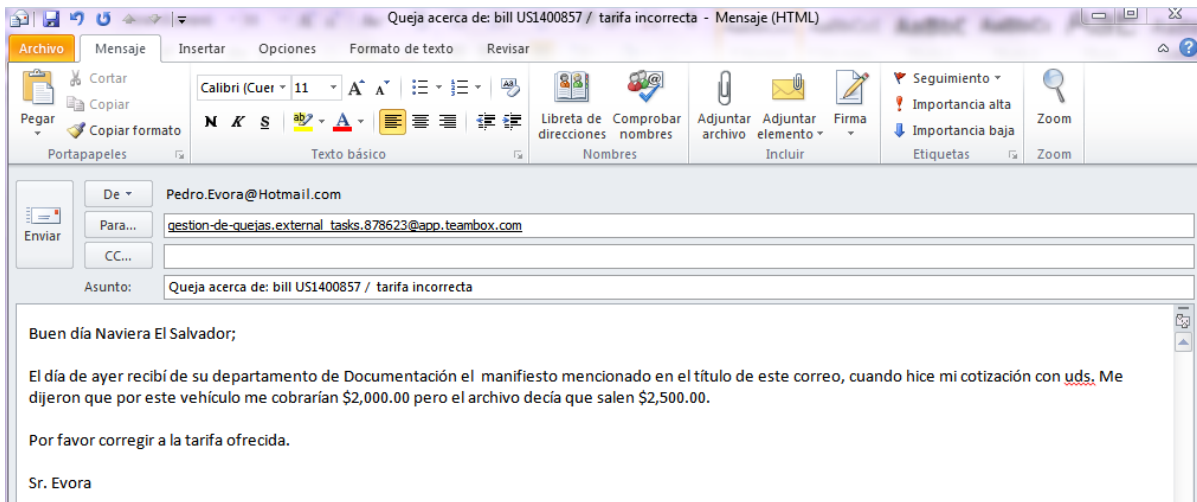 Queja acerca de: bill US1400857 / tarifa incorrecta - Mensaje (HTML)
Archivo Mensaje Insertar Opciones Formato de texto Revisar
Pegar
Cortar
Copiar
Copiar formato
Portapapeles
Calibri (Cuer 11
N K S
Texto básico
Libreta de direcciones
Comprobar nombres
Nombres
Adjuntar archivo
Adjuntar elemento
Firma
Incluir
Seguimiento
Importancia alta
Importancia baja
Etiquetas
Zoom
Zoom
Enviar
De Pedro.Evora@Hotmail.com
Para... gestion-de-quejas.external_tasks.878623@app.teambox.com
CC...
Asunto: Queja acerca de: bill US1400857 / tarifa incorrecta
Buen día Naviera El Salvador;
El día de ayer recibí de su departamento de Documentación el manifiesto mencionado en el título de este correo, cuando hice mi cotización con uds. Me
dijeron que por este vehículo me cobrarían $2,000.00 pero el archivo decía que salen $2,500.00.
Por favor corregir a la tarifa ofrecida.
Sr. Evora